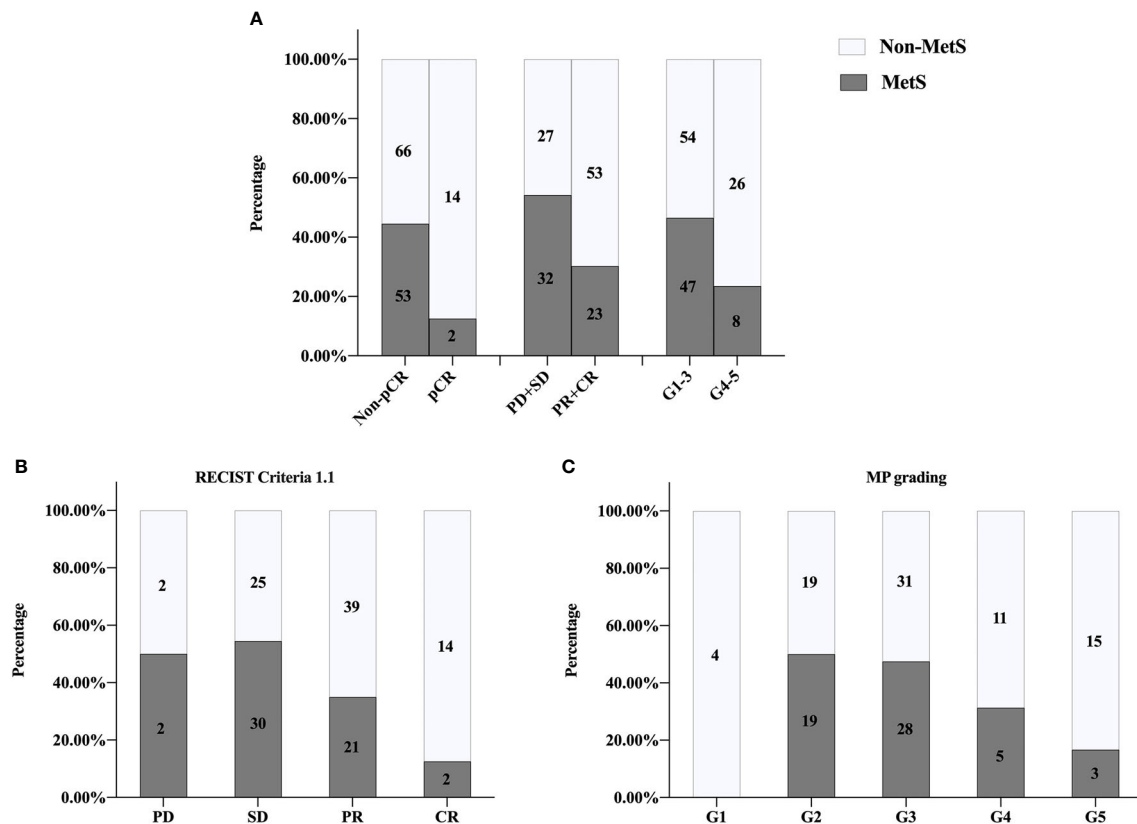 A
Non-MetS
MetS
Percentage
100.00%
80.00%
60.00%
40.00%
20.00%
0.00%
66
14
27
53
54
26
53
2
32
23
47
8
Non-pCR
pCR
PD+SD
PR+CR
G1-3
G4-5
B
RECIST Criteria 1.1
Percentage
100.00%
80.00%
60.00%
40.00%
20.00%
0.00%
2
25
39
14
2
30
21
2
PD
SD
PR
CR
C
MP grading
Percentage
100.00%
80.00%
60.00%
40.00%
20.00%
0.00%
4
19
31
11
15
19
28
5
3
G1
G2
G3
G4
G5